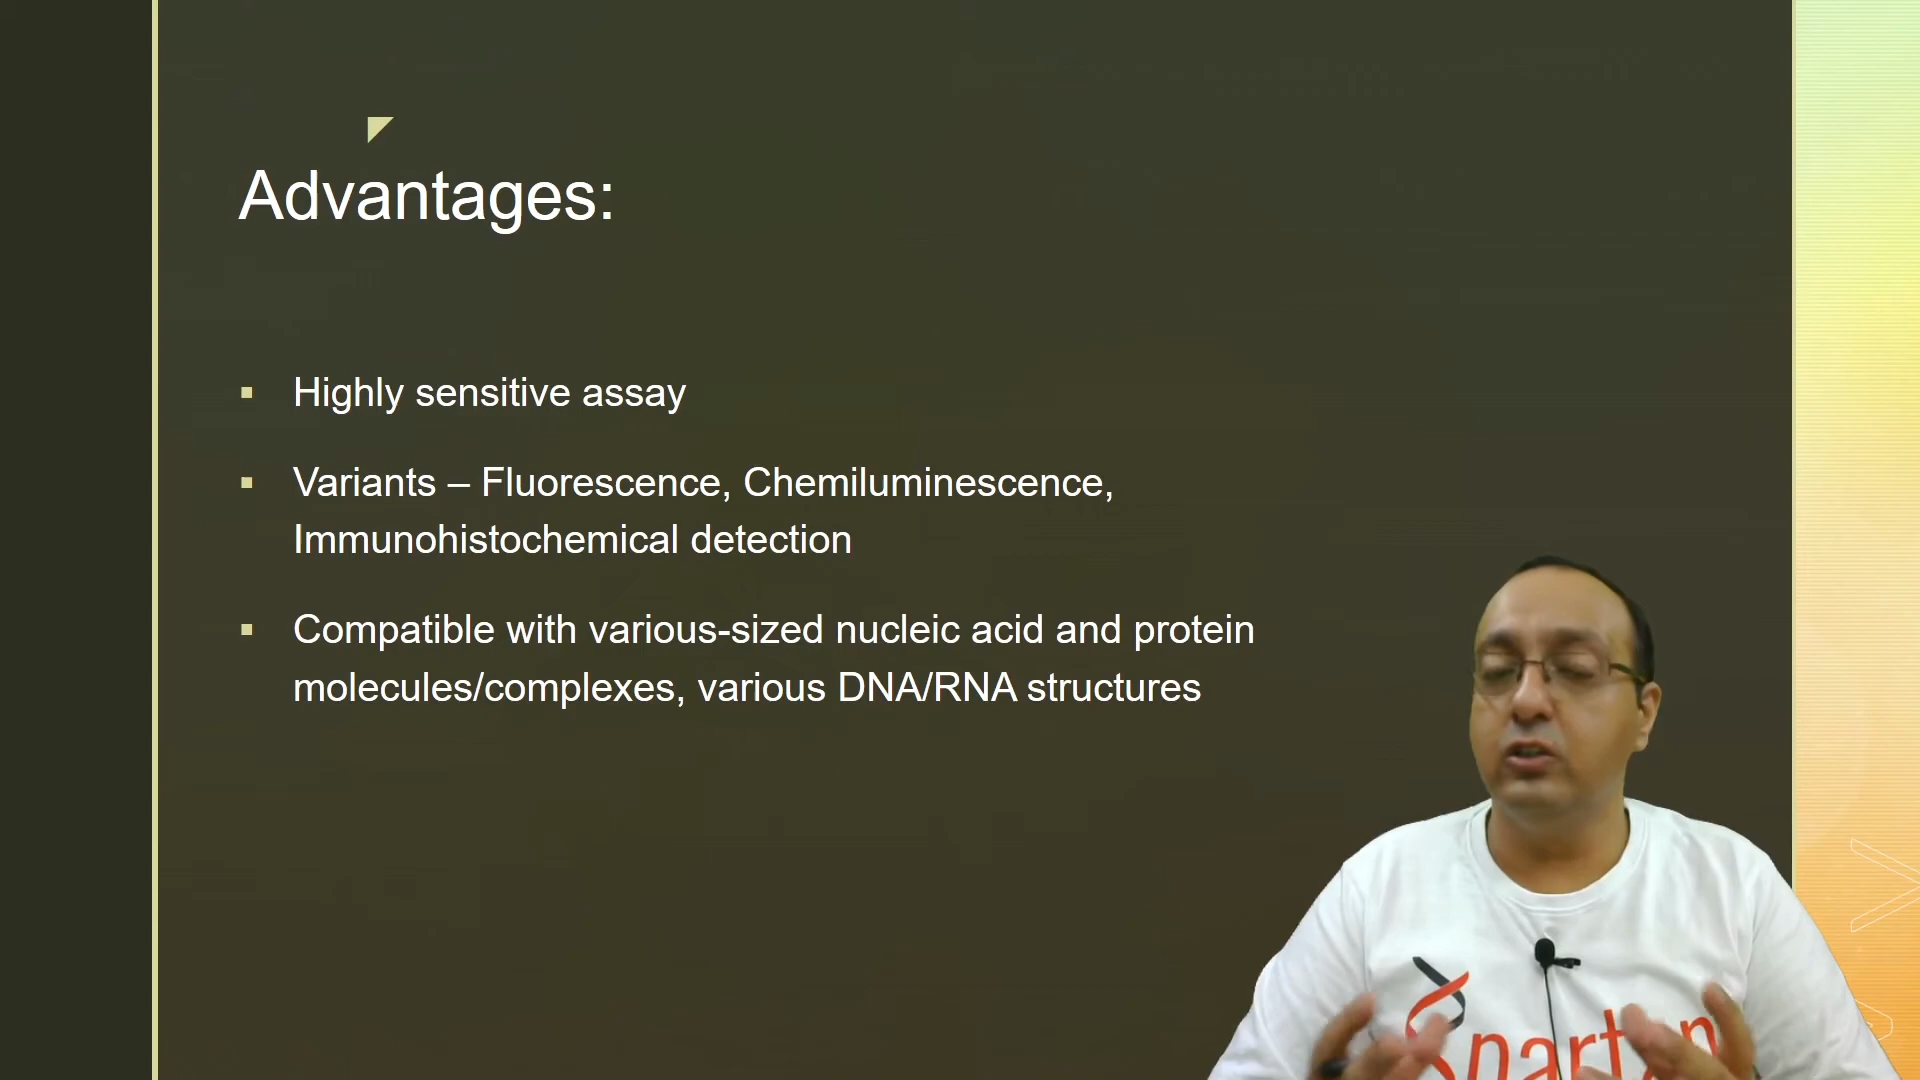 Advantages:
▪ Highly sensitive assay
▪ Variants – Fluorescence, Chemiluminescence,
Immunohistochemical detection
▪ Compatible with various-sized nucleic acid and protein
molecules/complexes, various DNA/RNA structures